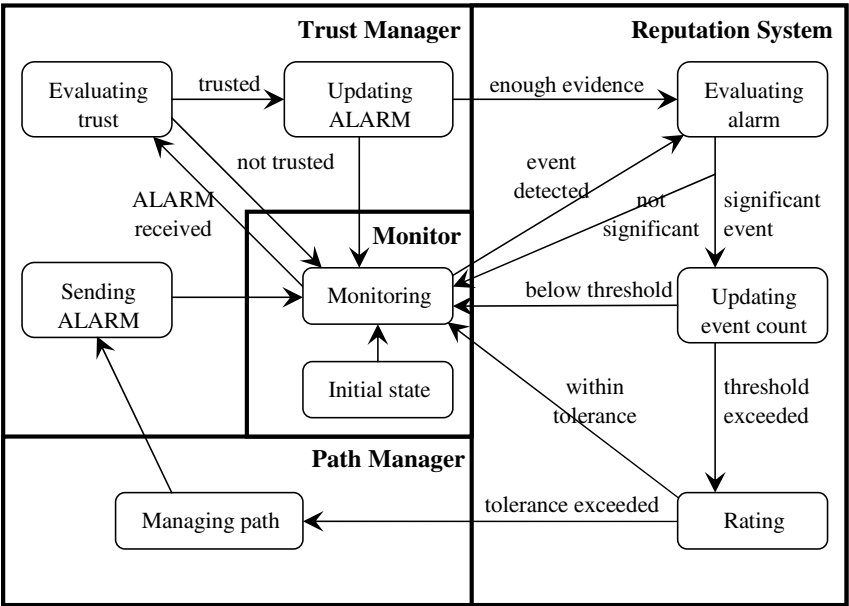 Trust Manager
Reputation System
Evaluating
trust
trusted
Updating
ALARM
enough evidence
Evaluating
alarm
not trusted
event
detected
ALARM
received
not
significant
significant
event
Monitor
Sending
ALARM
Monitoring
below threshold
Updating
event count
Initial state
within
tolerance
threshold
exceeded
Path Manager
Managing path
tolerance exceeded
Rating